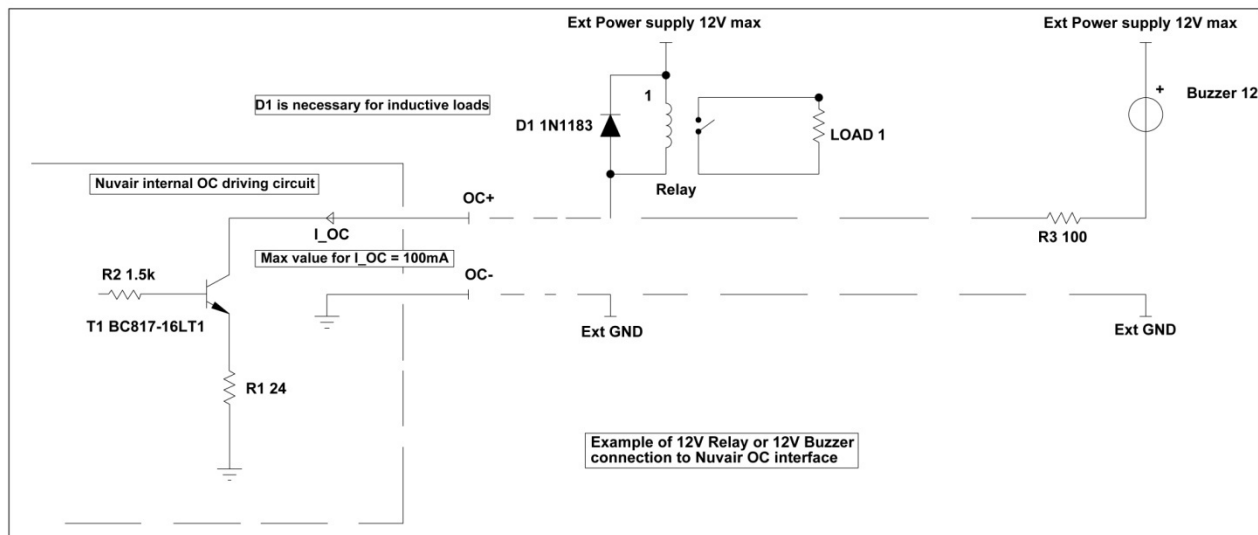 Ext Power supply 12V max
Ext Power supply 12V max
D1 is necessary for inductive loads
1
+
Buzzer 12
D1 1N1183
LOAD 1
Nuvair internal OC driving circuit
Relay
OC+
I_OC
R3 100
Max value for I_OC = 100mA
R2 1.5k
OC-
T1 BC817-16LT1
Ext GND
Ext GND
R1 24
Example of 12V Relay or 12V Buzzer
connection to Nuvair OC interface